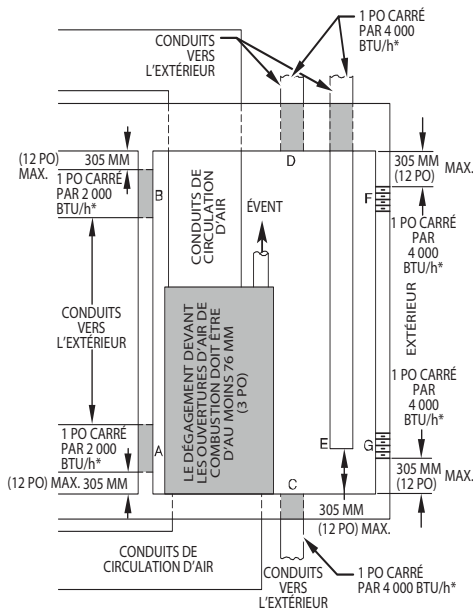 CONDUITS
VERS
L'EXTÉRIEUR
1 PO CARRÉ
PAR 4 000
BTU/h*
(12 PO)
MAX.
305 MM
1 PO CARRÉ
PAR 2 000
BTU/h*
B
D
F
305 MM
(12 PO)
MAX.
CONDUITS DE
CIRCULATION
D'AIR
ÉVENT
1 PO CARRÉ
PAR
4 000
BTU/h*
EXTÉRIEUR
CONDUITS
VERS
L'EXTÉRIEUR
LE DÉGAGEMENT DEVANT
LES OUVERTURES D'AIR DE
COMBUSTION DOIT ÊTRE
D'AU MOINS 76 MM
(3 PO)
1 PO CARRÉ
PAR
4 000
BTU/h*
1 PO CARRÉ
PAR 2 000
BTU/h*
A
E
G
305 MM
(12 PO)
MAX.
(12 PO) MAX.
305 MM
C
305 MM
(12 PO) MAX.
CONDUITS DE
CIRCULATION D'AIR
CONDUITS
VERS
L'EXTÉRIEUR
1 PO CARRÉ
PAR 4 000 BTU/h*